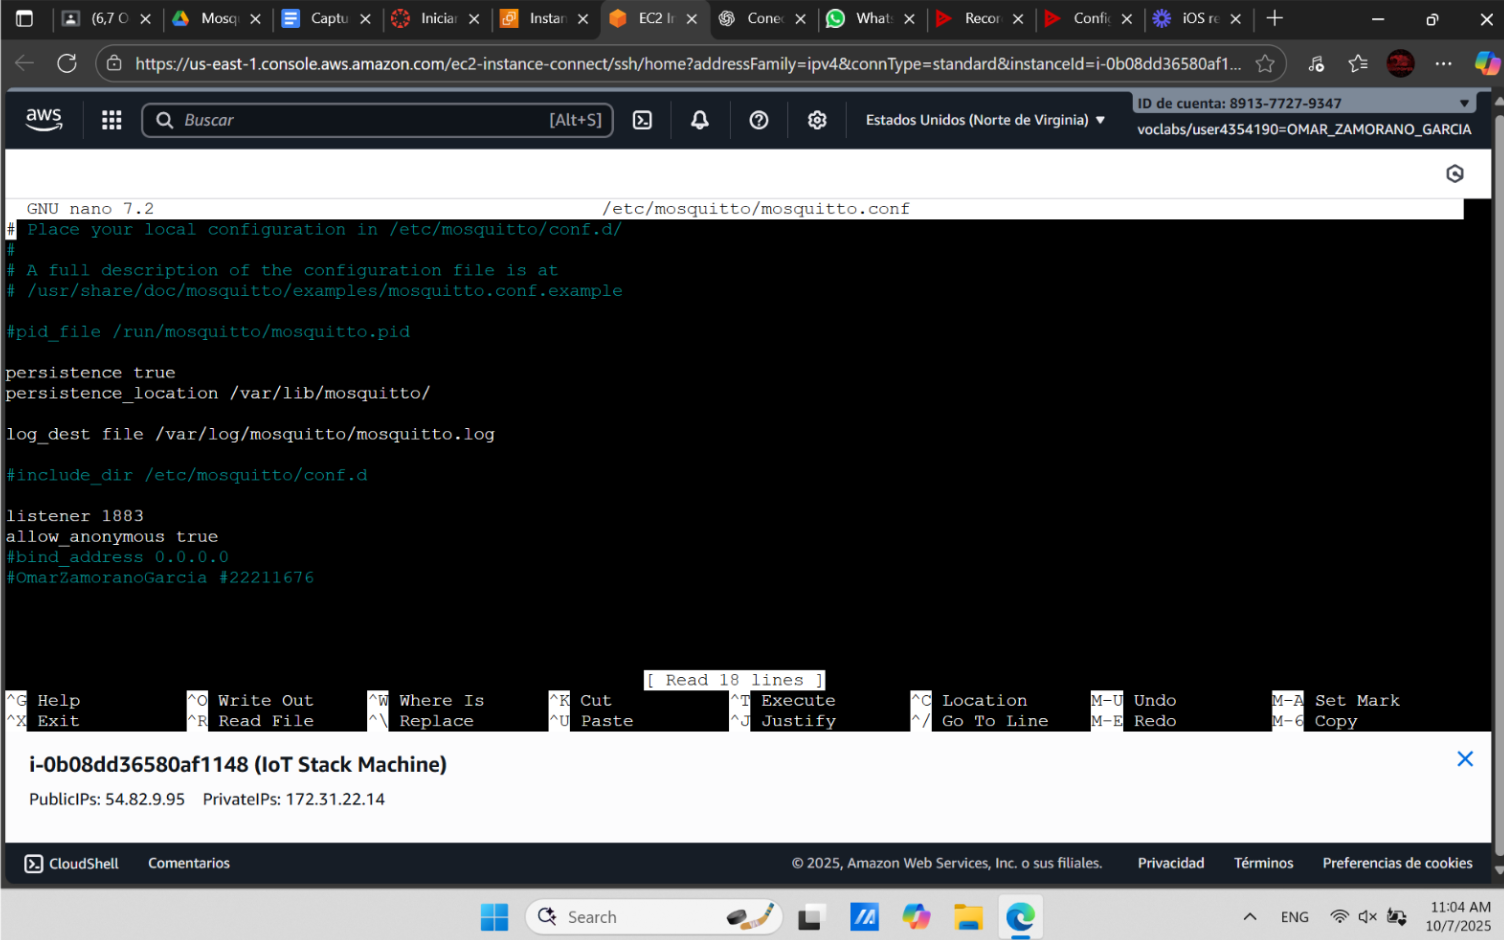 (6,7 O
Mosq
Captu
Iniciar
Instan
EC2 In
Conec
What
Recor
Config
iOS re
https://us-east-1.console.aws.amazon.com/ec2-instance-connect/ssh/home?addressFamily=ipv4&connType=standard&instanceId=i-0b08dd36580af1...
aws
Buscar [Alt+S]
Estados Unidos (Norte de Virginia)
ID de cuenta: 8913-7727-9347
voclabs/user4354190=OMAR_ZAMORANO_GARCIA
GNU nano 7.2 /etc/mosquitto/mosquitto.conf
# Place your local configuration in /etc/mosquitto/conf.d/
#
# A full description of the configuration file is at
# /usr/share/doc/mosquitto/examples/mosquitto.conf.example
#pid_file /run/mosquitto/mosquitto.pid
persistence true
persistence_location /var/lib/mosquitto/
log_dest file /var/log/mosquitto/mosquitto.log
#include_dir /etc/mosquitto/conf.d
listener 1883
allow_anonymous true
#bind_address 0.0.0.0
#OmarZamoranoGarcia #22211676
[ Read 18 lines ]
^G Help ^O Write Out ^W Where Is ^K Cut ^T Execute ^C Location M-U Undo M-A Set Mark
^X Exit ^R Read File ^\ Replace ^U Paste ^J Justify ^/ Go To Line M-E Redo M-6 Copy
i-0b08dd36580af1148 (IoT Stack Machine)
PublicIPs: 54.82.9.95 PrivateIPs: 172.31.22.14
CloudShell Comentarios © 2025, Amazon Web Services, Inc. o sus filiales. Privacidad Términos Preferencias de cookies
Search
ENG
11:04 AM
10/7/2025